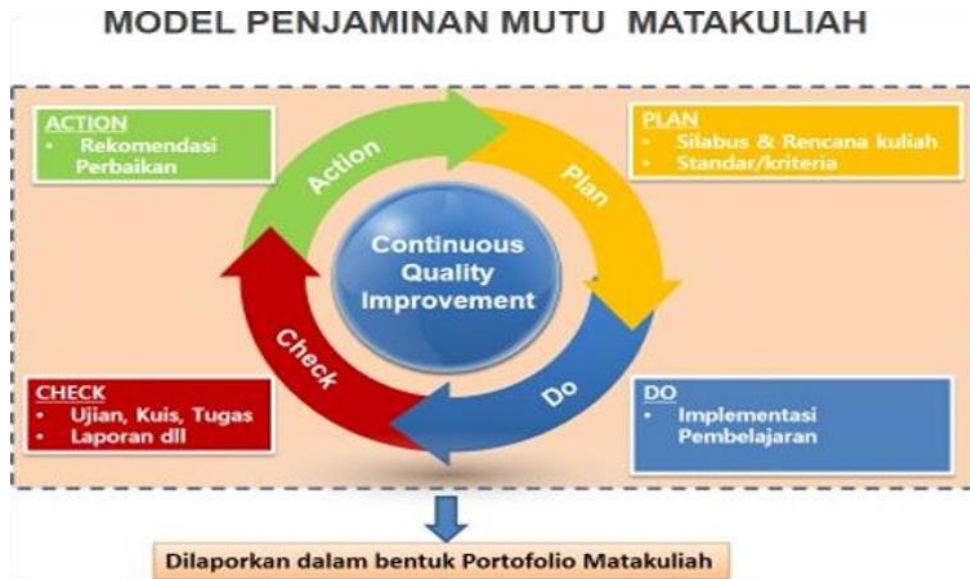 MODEL PENJAMINAN MUTU MATAKULIAH
ACTION
• Rekomendasi
Perbaikan
PLAN
• Silabus & Rencana kuliah
• Standar/kriteria
Action
Plan
Continuous
Quality
Improvement
Check
Do
CHECK
• Ujian, Kuis, Tugas
• Laporan dll
DO
• Implementasi
Pembelajaran
Dilaporkan dalam bentuk Portofolio Matakuliah